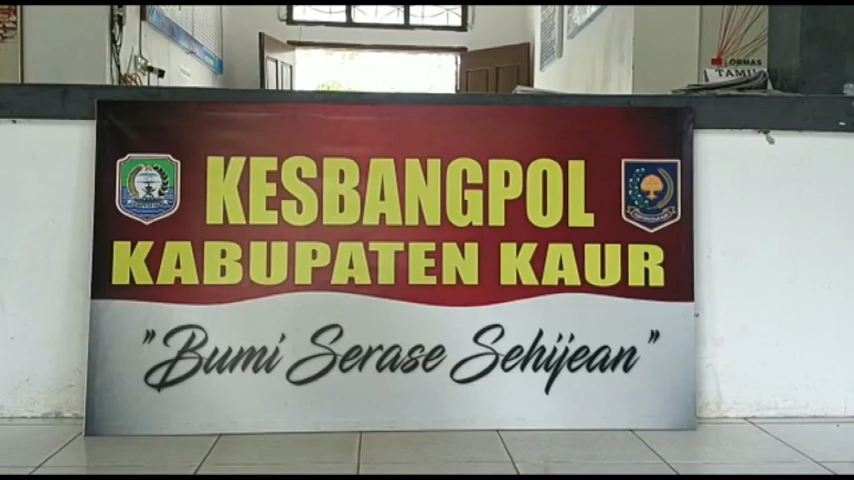 ORMAS
TAMU
KESBANGPOL
KABUPATEN KAUR
"Bumi Serase Sehijean"